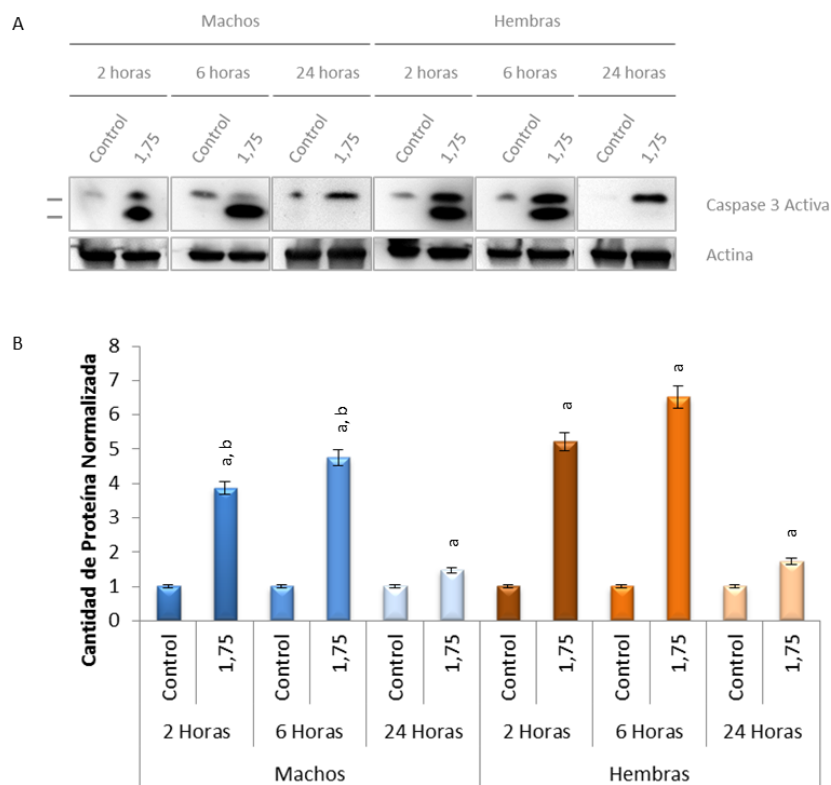 A
Machos Hembras
2 horas 6 horas 24 horas 2 horas 6 horas 24 horas
Control 1,75 Control 1,75 Control 1,75 Control 1,75 Control 1,75 Control 1,75
Caspase 3 Activa
Actina
B
Cantidad de Proteína Normalizada
8
7
6
5
4
3
2
1
0
a, b a, b a a a a
Control 1,75 Control 1,75 Control 1,75 Control 1,75 Control 1,75 Control 1,75
2 Horas 6 Horas 24 Horas 2 Horas 6 Horas 24 Horas
Machos Hembras